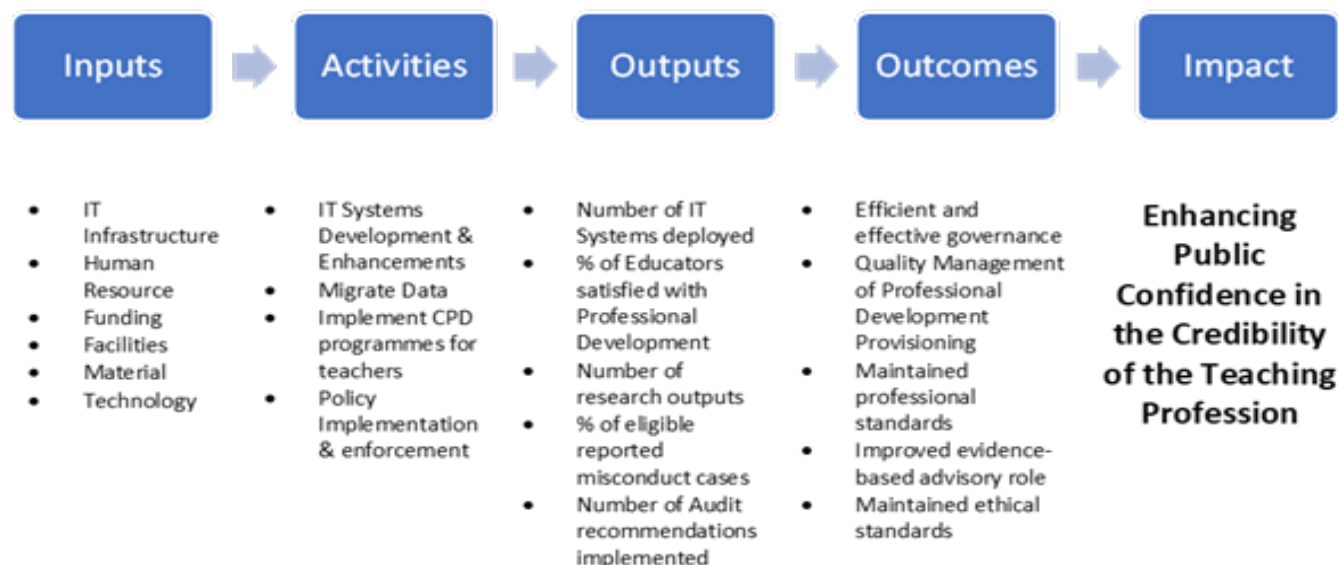 Inputs
Activities
Outputs
Outcomes
Impact
• IT
Infrastructure
• Human
Resource
• Funding
• Facilities
• Material
• Technology
• IT Systems
Development &
Enhancements
• Migrate Data
• Implement CPD
programmes for
teachers
• Policy
Implementation
& enforcement
• Number of IT
Systems deployed
• % of Educators
satisfied with
Professional
Development
• Number of
research outputs
• % of eligible
reported
misconduct cases
• Number of Audit
recommendations
implemented
• Efficient and
effective governance
• Quality Management
of Professional
Development
Provisioning
• Maintained
professional
standards
• Improved evidence-
based advisory role
• Maintained ethical
standards
Enhancing
Public
Confidence in
the Credibility
of the Teaching
Profession